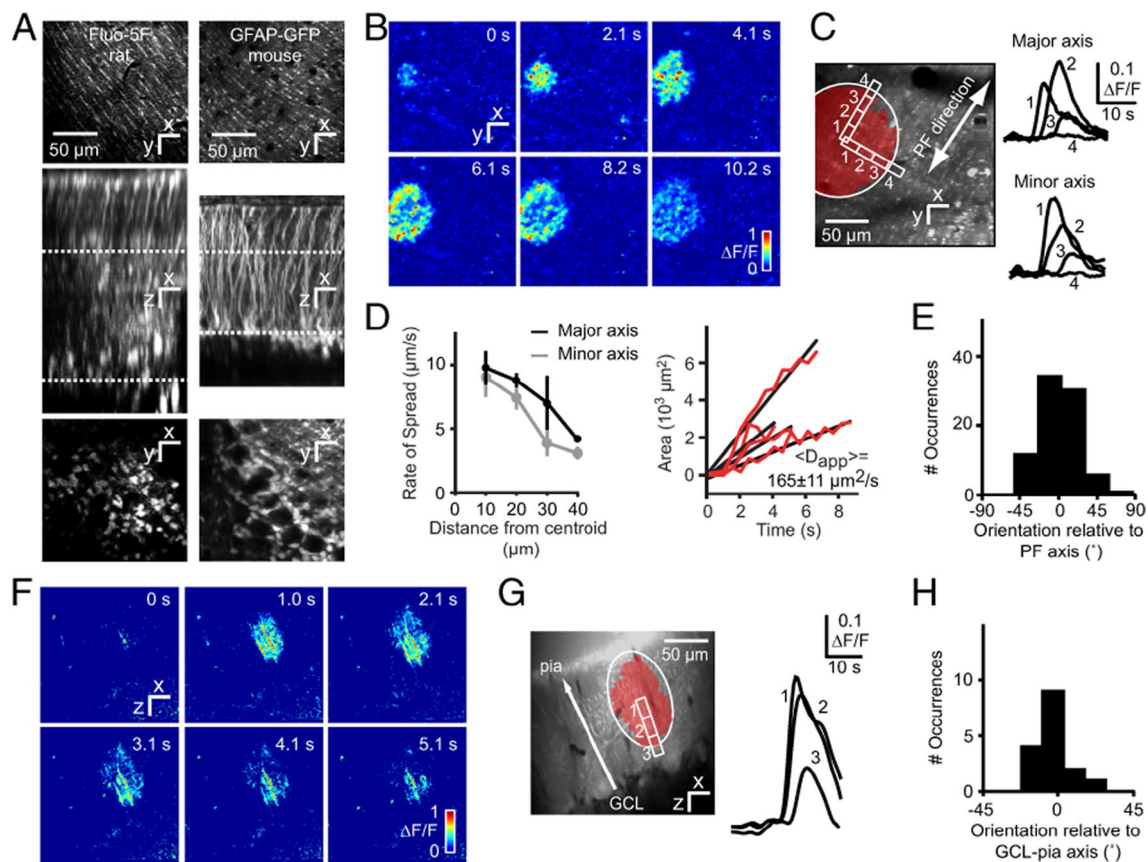 A
Fluo-5F
rat
50 µm
x
y
GFAP-GFP
mouse
50 µm
x
y
x
z
x
z
x
y
x
y
B
0 s
2.1 s
4.1 s
x
y
6.1 s
8.2 s
10.2 s
1
ΔF/F
0
C
4
3
2
1
1
2
3
4
PF direction
x
y
50 µm
Major axis
2
1
3
4
0.1
ΔF/F
10 s
Minor axis
1
2
3
4
D
Major axis
Minor axis
Rate of Spread (µm/s)
10
5
0
0 10 20 30 40
Distance from centroid
(µm)
Area (10³ µm²)
6
4
2
0
<Dapp>=
165±11 µm²/s
0 2 4 6 8
Time (s)
E
# Occurrences
40
20
0
-90 -45 0 45 90
Orientation relative to
PF axis (°)
F
0 s
1.0 s
2.1 s
x
z
3.1 s
4.1 s
5.1 s
1
ΔF/F
0
G
pia
50 µm
1
2
3
GCL
x
z
0.1
ΔF/F
10 s
1
2
3
H
# Occurrences
10
5
0
-45 0 45
Orientation relative to
GCL-pia axis (°)